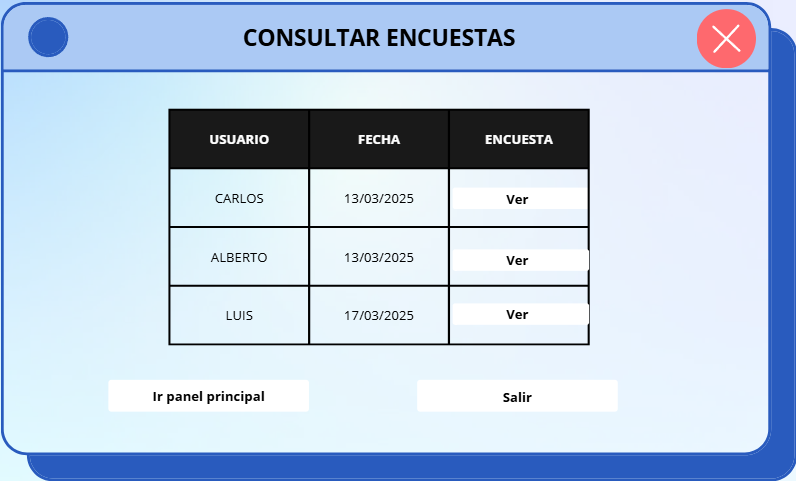 CONSULTAR ENCUESTAS
USUARIO FECHA ENCUESTA
CARLOS 13/03/2025 Ver
ALBERTO 13/03/2025 Ver
LUIS 17/03/2025 Ver
Ir panel principal Salir